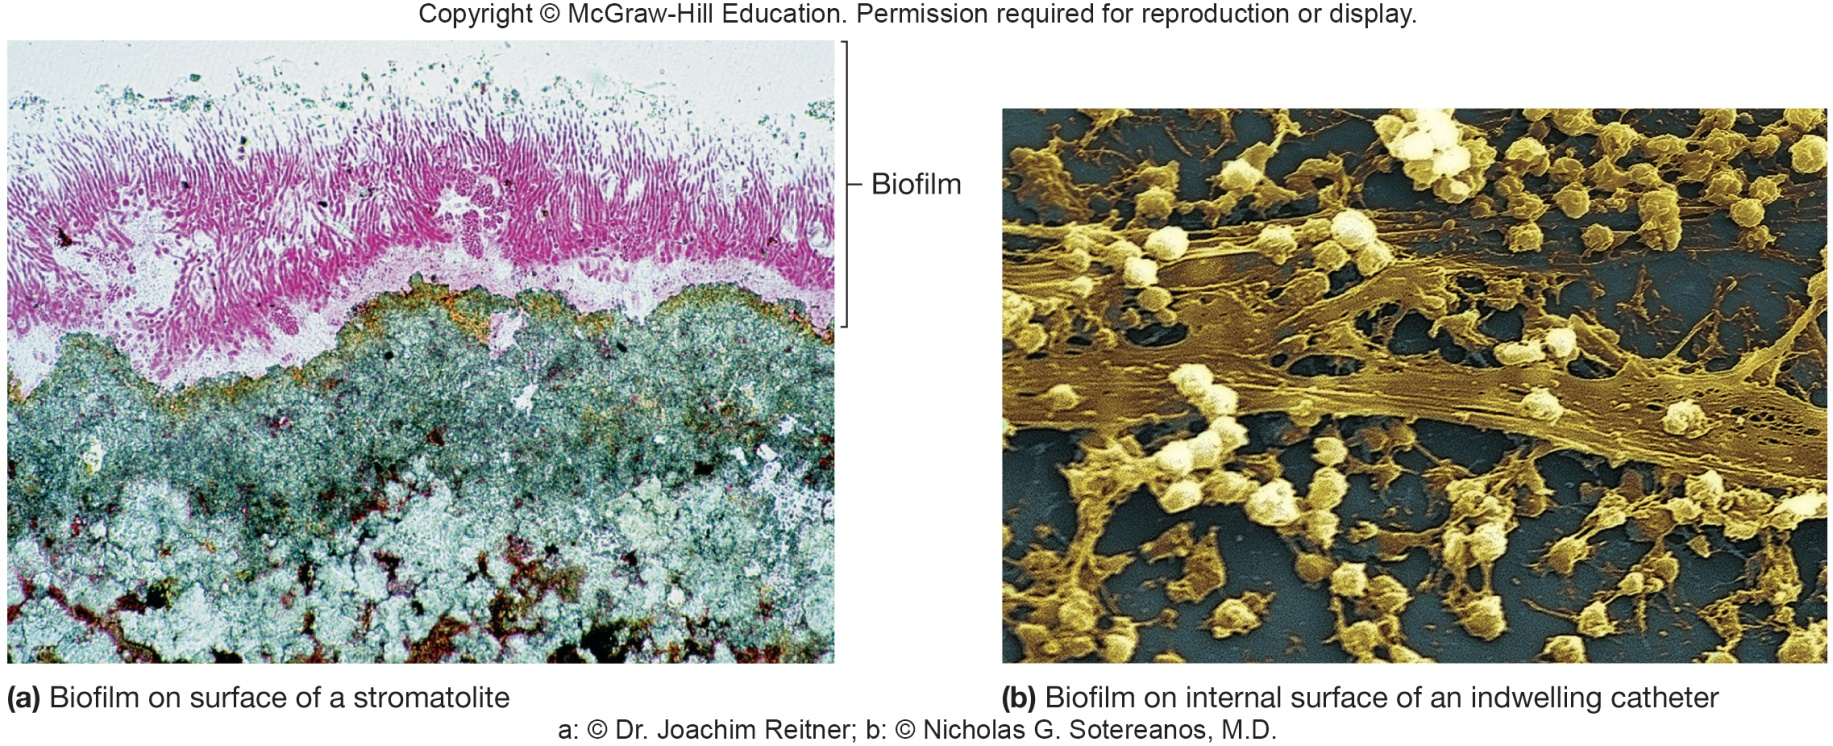 Copyright © McGraw-Hill Education. Permission required for reproduction or display.
Biofilm
(a) Biofilm on surface of a stromatolite
(b) Biofilm on internal surface of an indwelling catheter
a: © Dr. Joachim Reitner; b: © Nicholas G. Sotereanos, M.D.